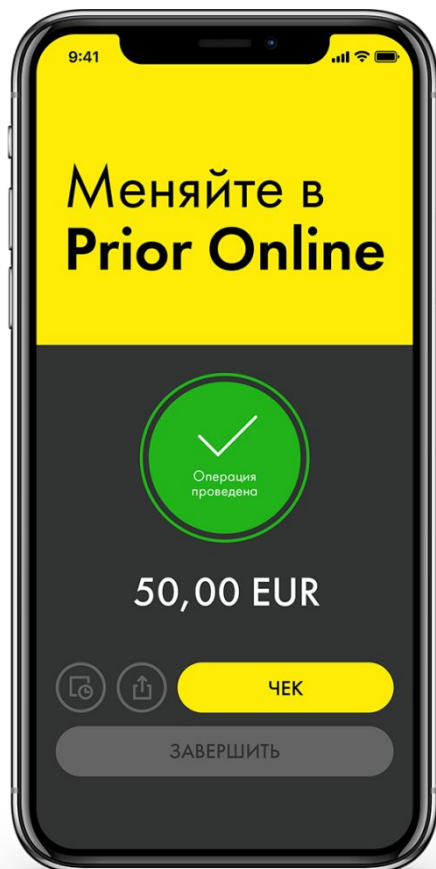 9:41
Меняйте в
Prior Online
Операция
проведена
50,00 EUR
ЧЕК
ЗАВЕРШИТЬ